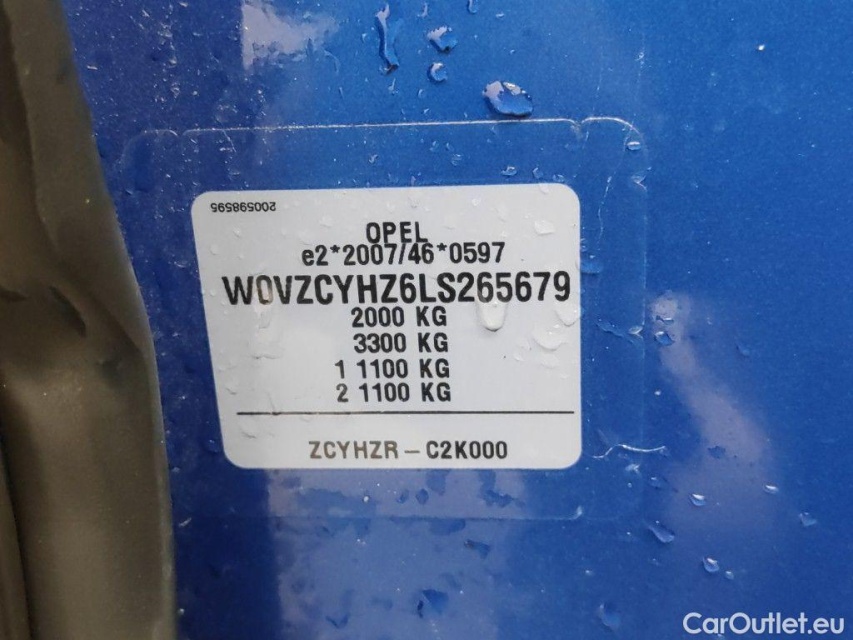 200598595
OPEL
e2*2007/46*0597
W0VZCYHZ6LS265679
2000 KG
3300 KG
1 1100 KG
2 1100 KG
ZCYHZR – C2K000
CarOutlet.eu